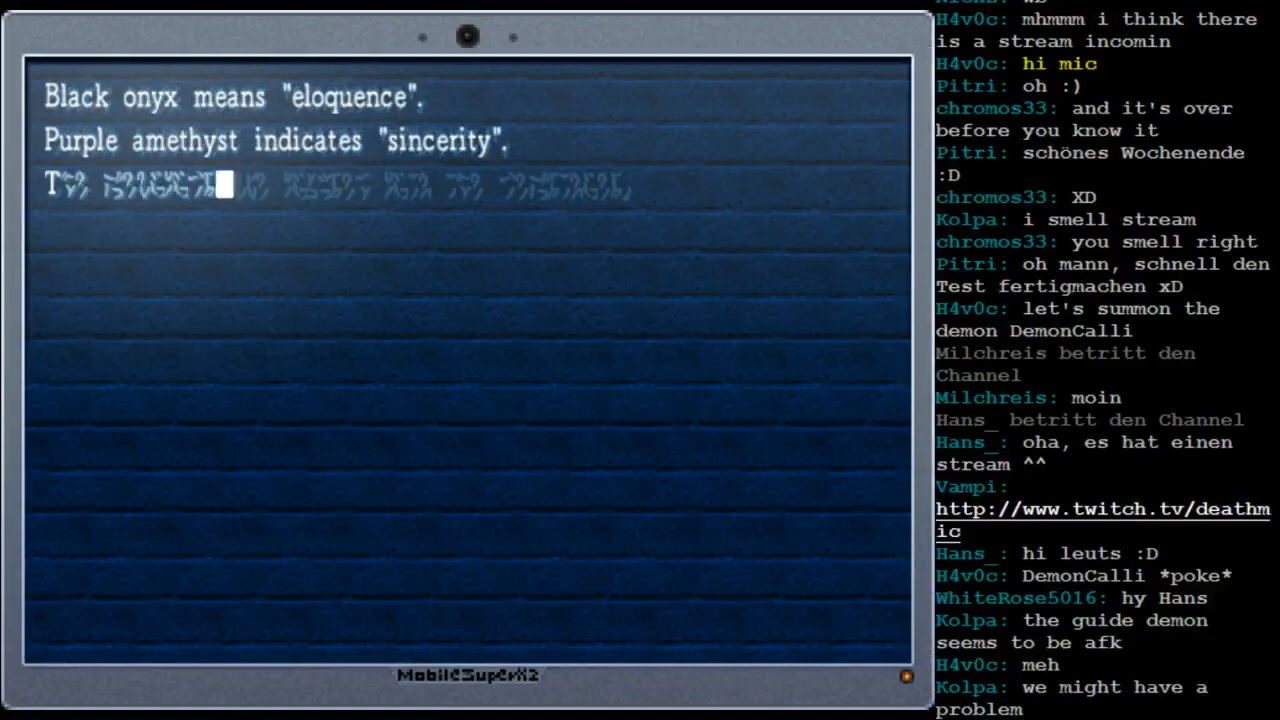 Black onyx means "eloquence".
Purple amethyst indicates "sincerity".
T
MobileSuperX2
H4v0c: mhmmm i think there
is a stream incomin
H4v0c: hi mic
Pitri: oh :)
chromos33: and it's over
before you know it
Pitri: schönes Wochenende
:D
chromos33: XD
Kolpa: i smell stream
chromos33: you smell right
Pitri: oh mann, schnell den
Test fertigmachen xD
H4v0c: let's summon the
demon DemonCalli
Milchreis betritt den
Channel
Milchreis: moin
Hans_ betritt den Channel
Hans_: oha, es hat einen
stream ^^
Vampi:
http://www.twitch.tv/deathm
ic
Hans_: hi leuts :D
H4v0c: DemonCalli *poke*
WhiteRose5016: hy Hans
Kolpa: the guide demon
seems to be afk
H4v0c: meh
Kolpa: we might have a
problem